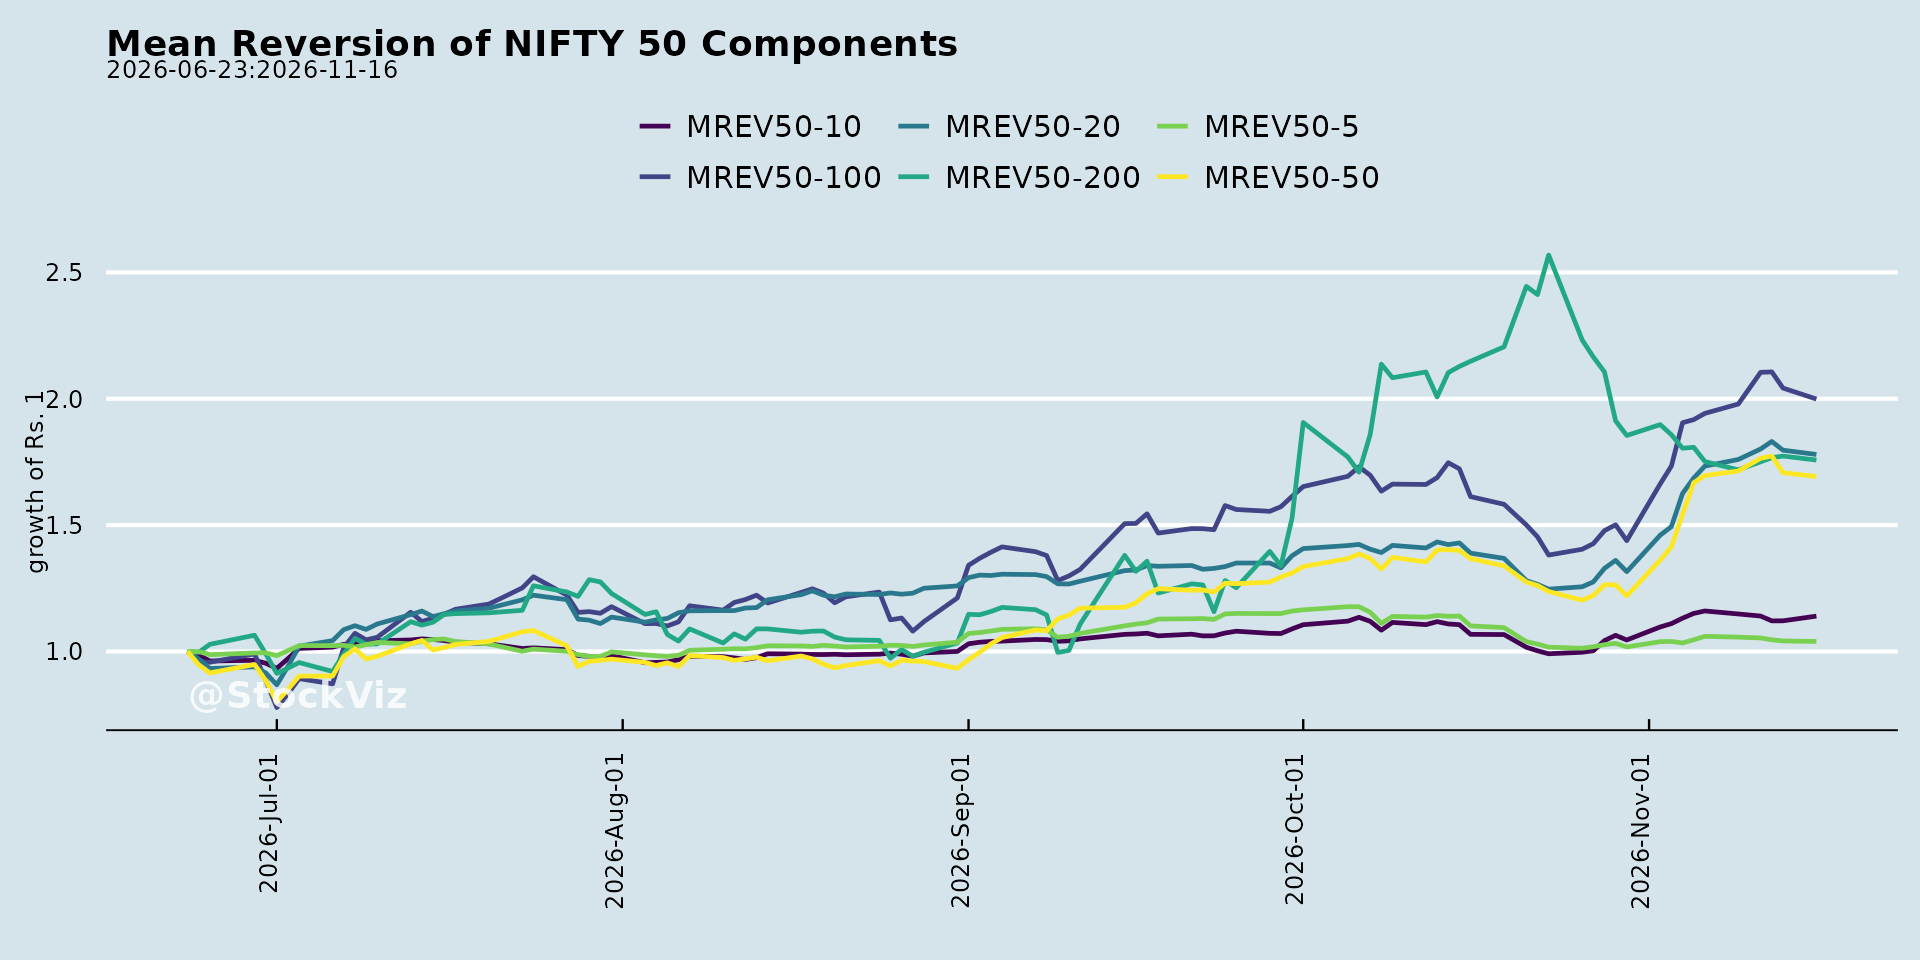 Mean Reversion of NIFTY 50 Components
2026-06-23:2026-11-16
MREV50-10 MREV50-20 MREV50-5
MREV50-100 MREV50-200 MREV50-50
growth of Rs. 1
2.5
2.0
1.5
1.0
@StockViz
2026-Jul-01
2026-Aug-01
2026-Sep-01
2026-Oct-01
2026-Nov-01